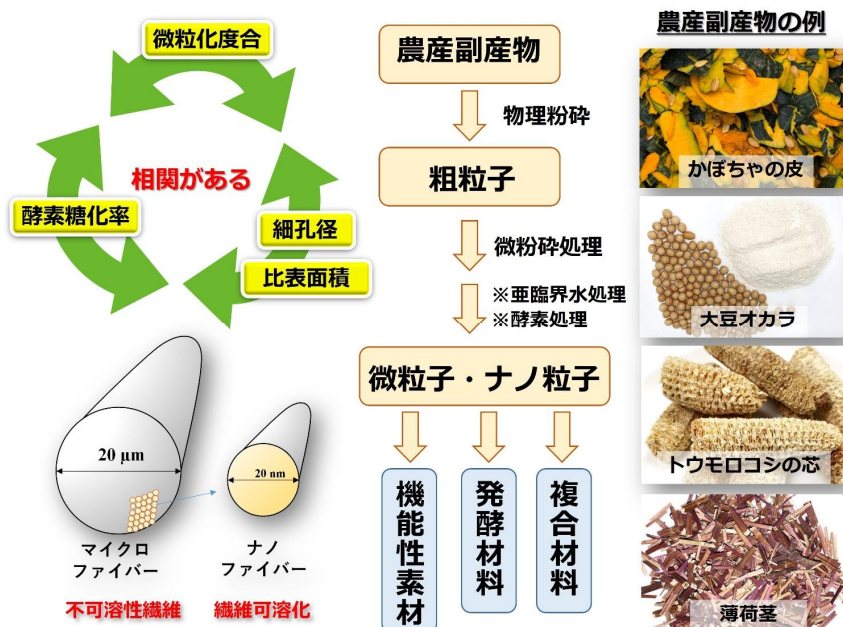 微粒化度合
相関がある
酵素糖化率
細孔径
比表面積
20 μm
20 nm
マイクロ
ファイバー
ナノ
ファイバー
不可溶性繊維
繊維可溶化
農産副産物
物理粉砕
粗粒子
微粉砕処理
※亜臨界水処理
※酵素処理
微粒子・ナノ粒子
機能性素材
発酵材料
複合材料
農産副産物の例
かぼちゃの皮
大豆オカラ
トウモロコシの芯
薄荷茎